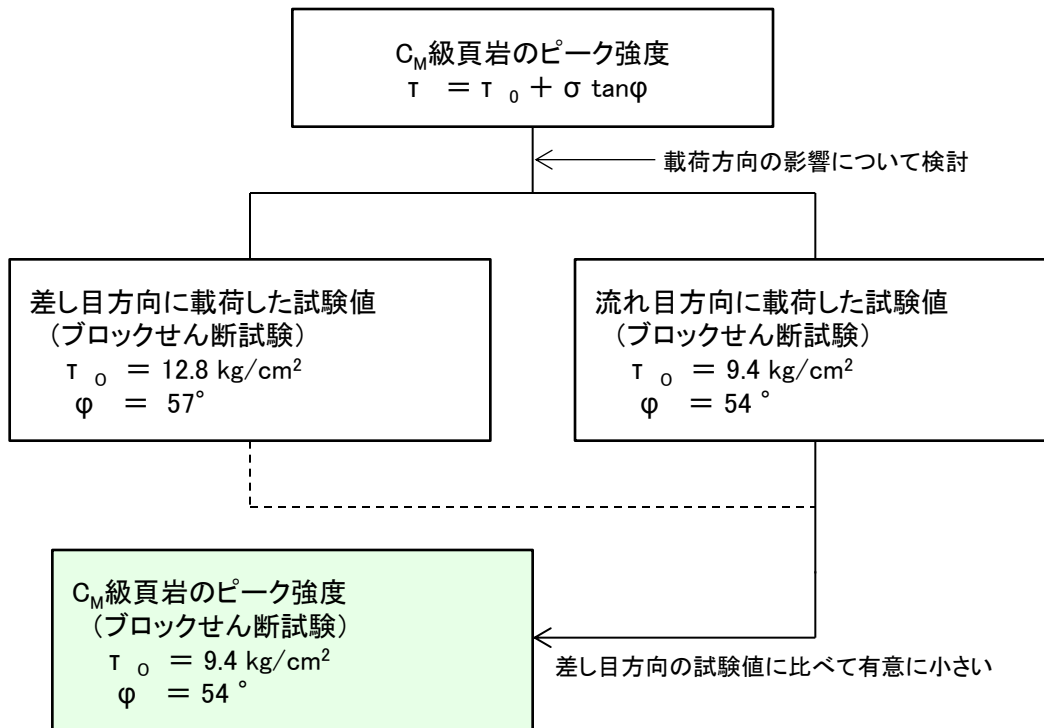 C_M級頁岩のピーク強度
τ ＝ τ_0 ＋ σ tanφ
載荷方向の影響について検討
差し目方向に載荷した試験値
（ブロックせん断試験）
τ_0 ＝ 12.8 kg/cm²
φ ＝ 57°
流れ目方向に載荷した試験値
（ブロックせん断試験）
τ_0 ＝ 9.4 kg/cm²
φ ＝ 54 °
C_M級頁岩のピーク強度
（ブロックせん断試験）
τ_0 ＝ 9.4 kg/cm²
φ ＝ 54 °
差し目方向の試験値に比べて有意に小さい